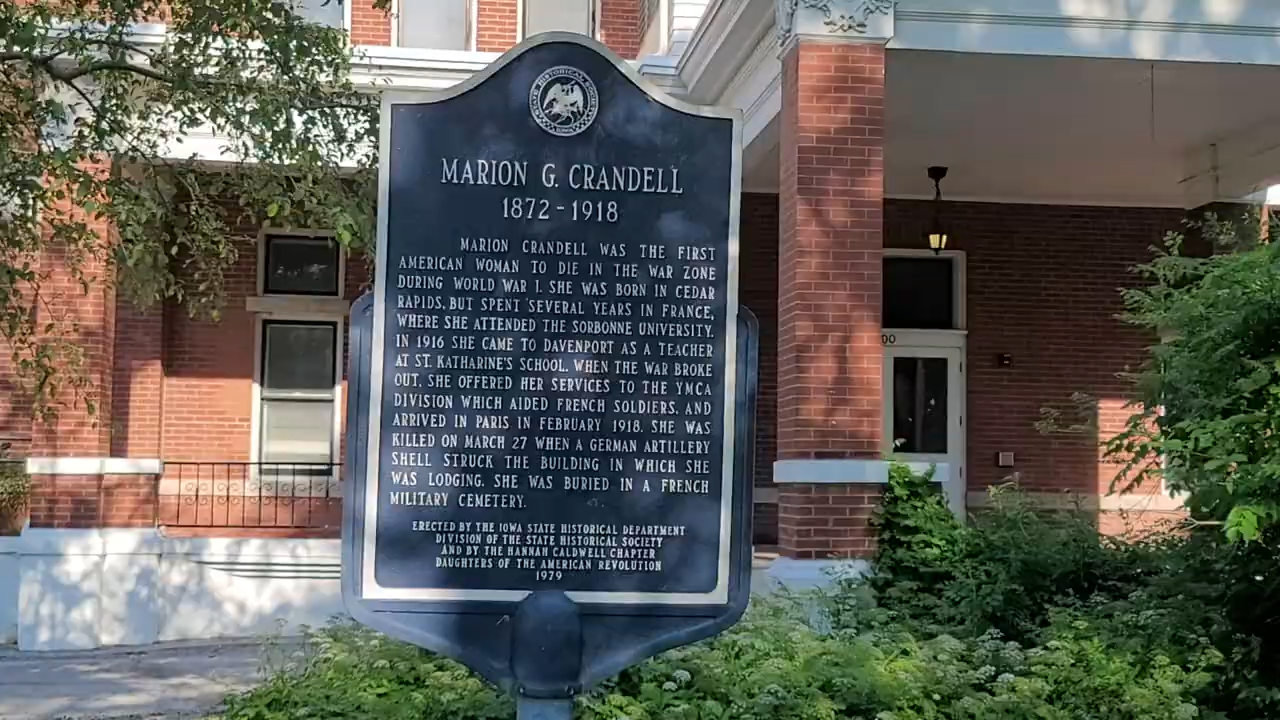 STATE HISTORICAL SOCIETY
IOWA
MARION G. CRANDELL
1872-1918
MARION CRANDELL WAS THE FIRST
AMERICAN WOMAN TO DIE IN THE WAR ZONE
DURING WORLD WAR I. SHE WAS BORN IN CEDAR
RAPIDS, BUT SPENT SEVERAL YEARS IN FRANCE,
WHERE SHE ATTENDED THE SORBONNE UNIVERSITY.
IN 1916 SHE CAME TO DAVENPORT AS A TEACHER
AT ST. KATHARINE'S SCHOOL. WHEN THE WAR BROKE
OUT, SHE OFFERED HER SERVICES TO THE YMCA
DIVISION WHICH AIDED FRENCH SOLDIERS, AND
ARRIVED IN PARIS IN FEBRUARY 1918. SHE WAS
KILLED ON MARCH 27 WHEN A GERMAN ARTILLERY
SHELL STRUCK THE BUILDING IN WHICH SHE
WAS LODGING. SHE WAS BURIED IN A FRENCH
MILITARY CEMETERY.
ERECTED BY THE IOWA STATE HISTORICAL DEPARTMENT
DIVISION OF THE STATE HISTORICAL SOCIETY
AND BY THE HANNAH CALDWELL CHAPTER
DAUGHTERS OF THE AMERICAN REVOLUTION
1979